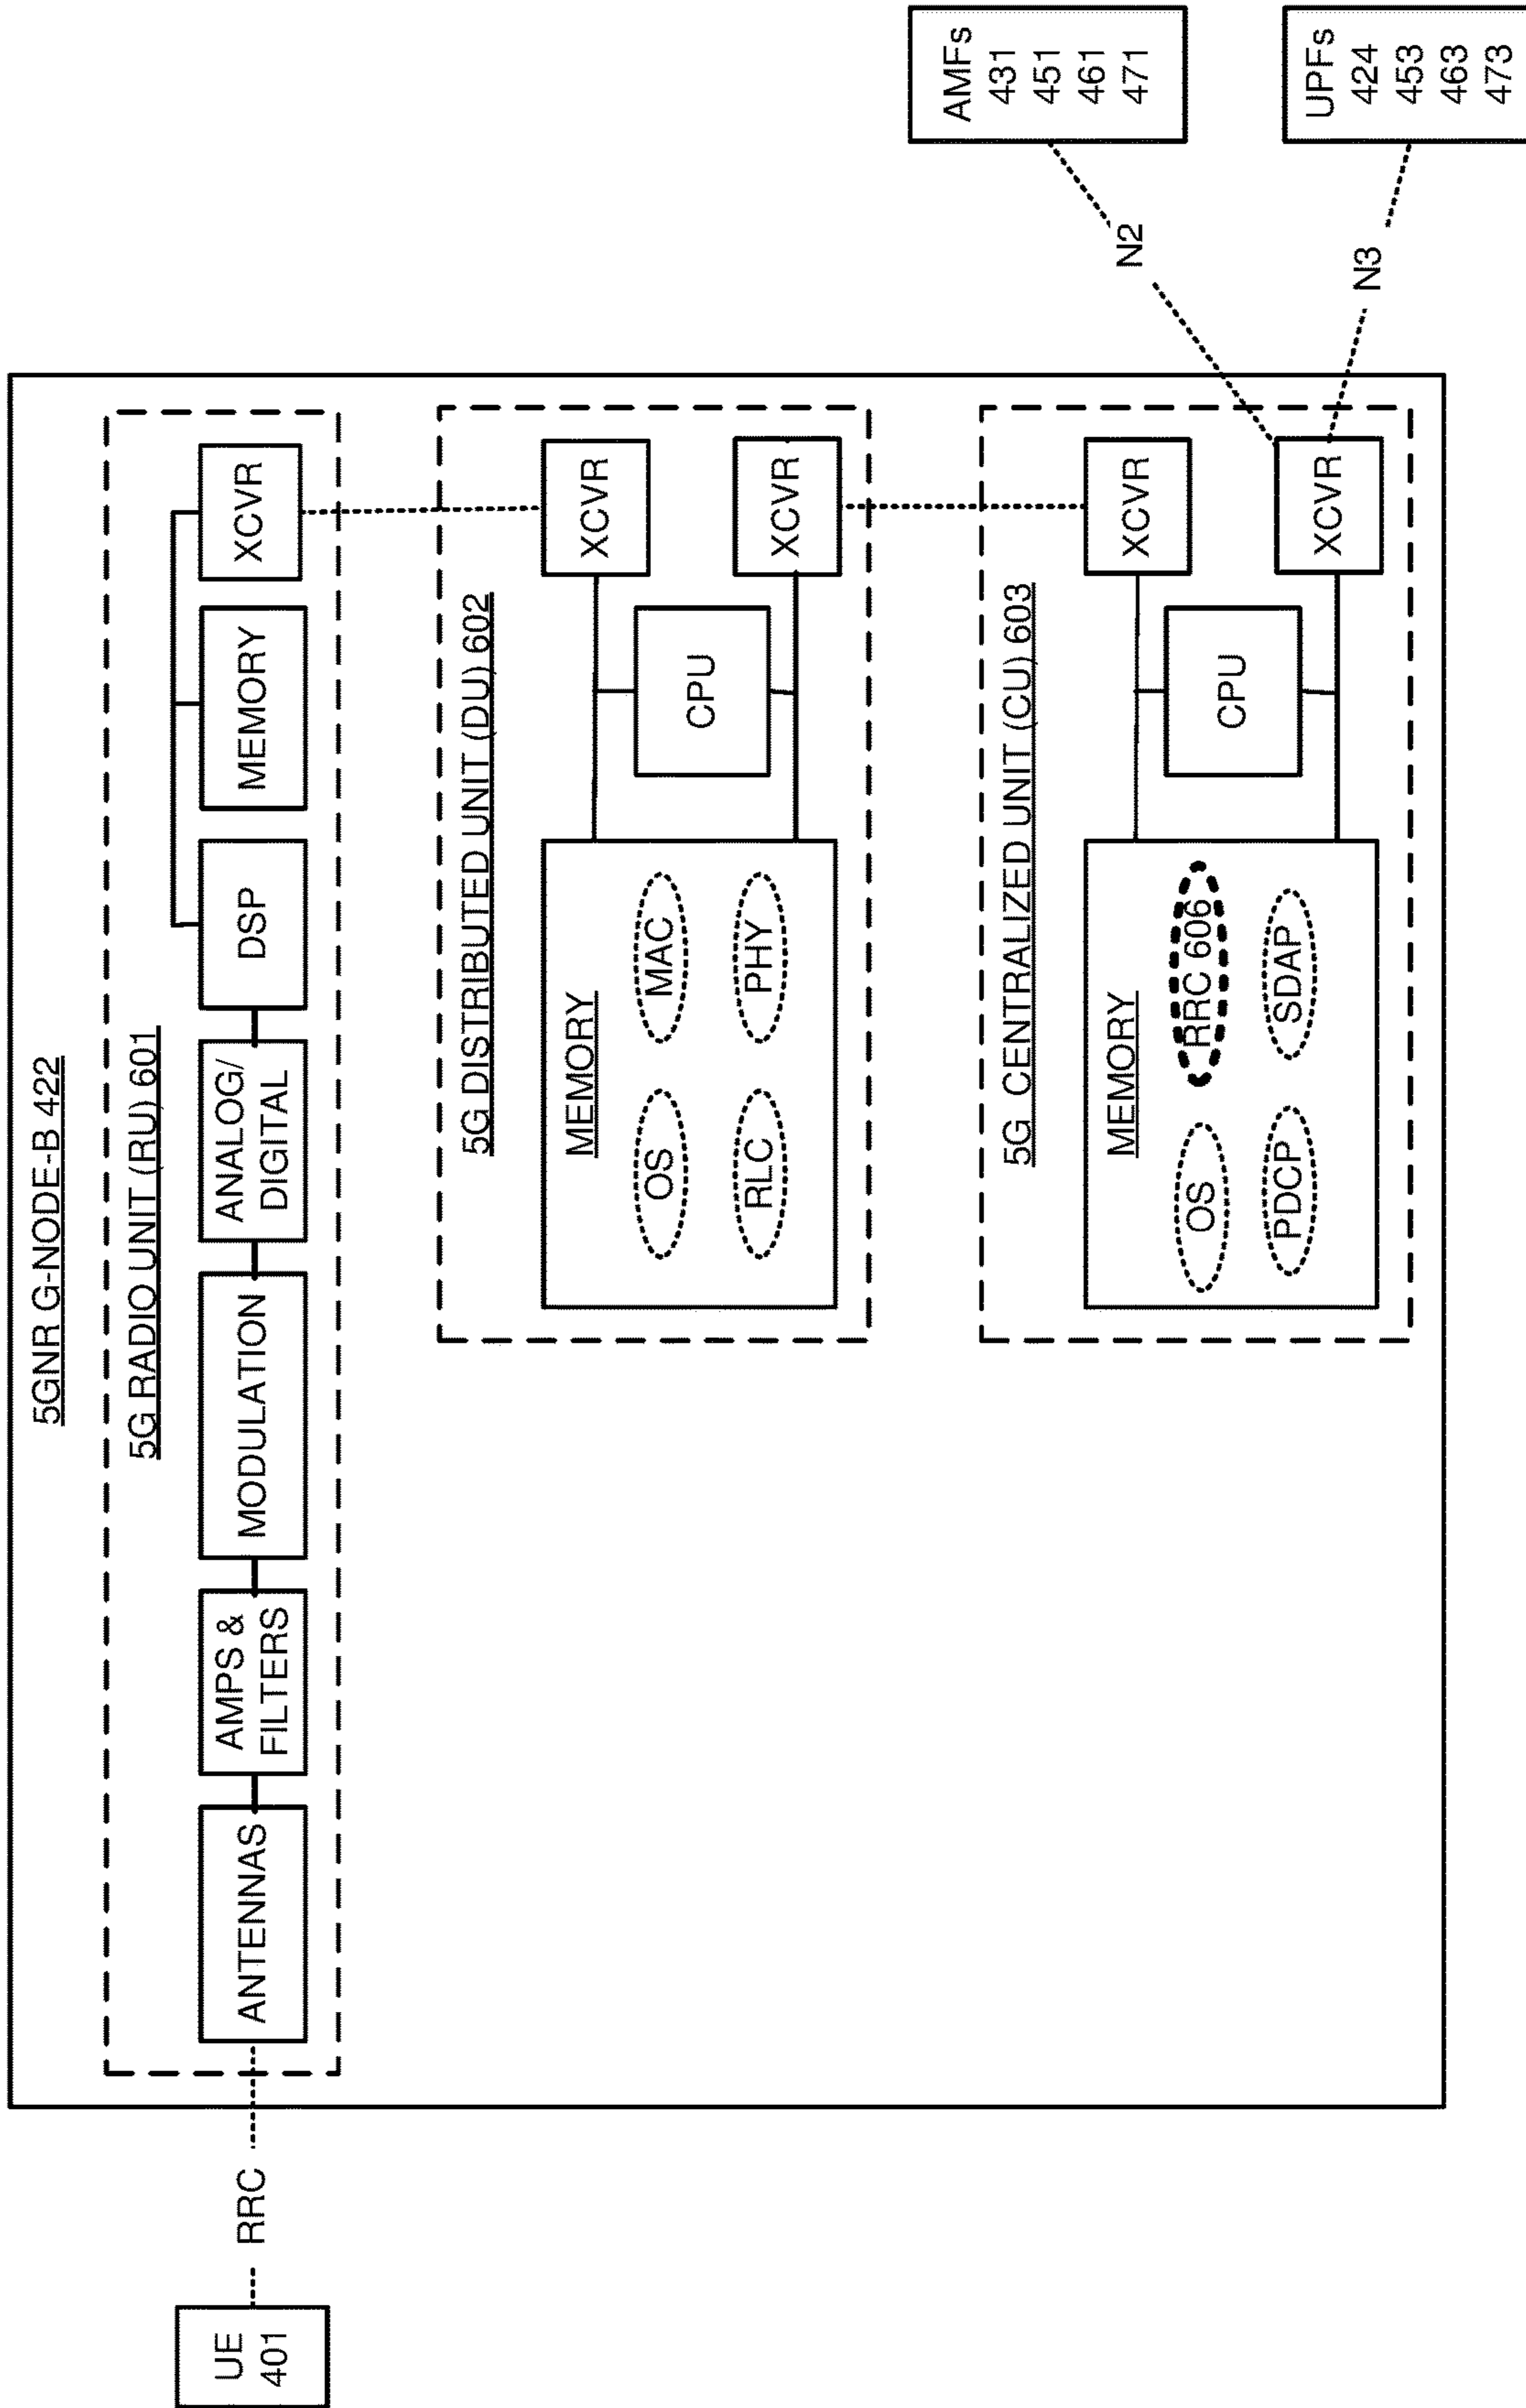 5GNR G-NODE-B 422
5G RADIO UNIT (RU) 601
UE
401
RRC
ANTENNAS
AMPS &
FILTERS
MODULATION
ANALOG/
DIGITAL
DSP
MEMORY
XCVR
5G DISTRIBUTED UNIT (DU) 602
MEMORY
OS
MAC
RLC
PHY
CPU
XCVR
XCVR
5G CENTRALIZED UNIT (CU) 603
MEMORY
OS
RRC 606
PDCP
SDAP
CPU
XCVR
XCVR
N2
N3
AMFs
431
451
461
471
UPFs
424
453
463
473